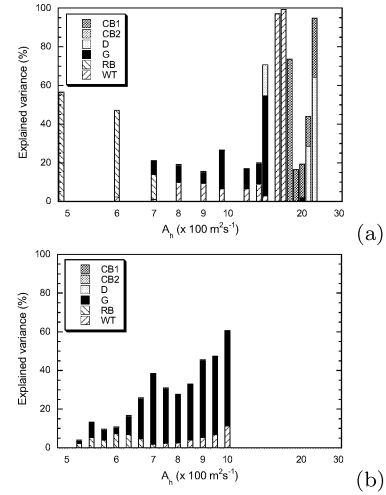 100
80
60
40
20
0
Explained variance (%)
CB1
CB2
D
G
RB
WT
5 6 7 8 9 10 20 30
A_h (x 100 m²s⁻¹)
(a)
100
80
60
40
20
0
Explained variance (%)
CB1
CB2
D
G
RB
WT
5 6 7 8 9 10 20 30
A_h (x 100 m²s⁻¹)
(b)